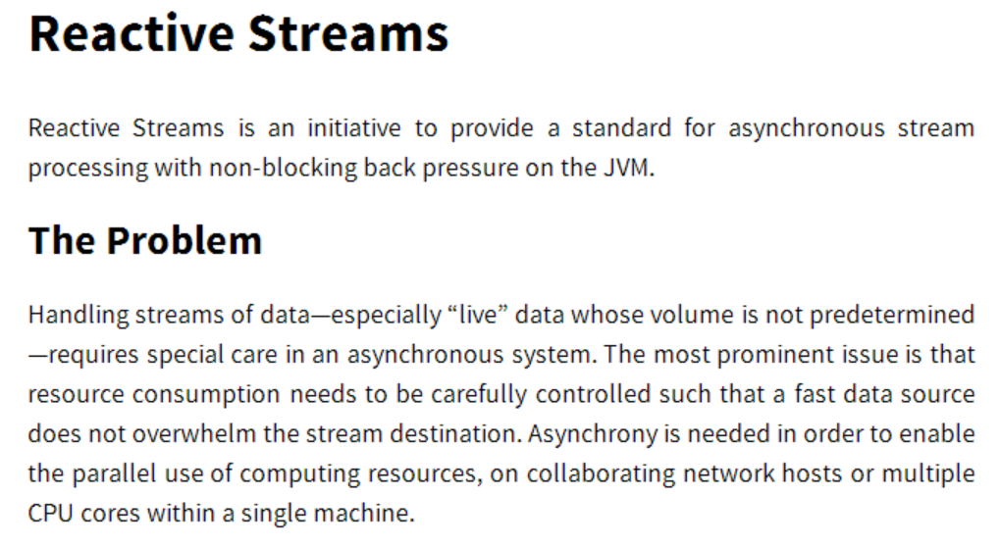 Reactive Streams
Reactive Streams is an initiative to provide a standard for asynchronous stream
processing with non-blocking back pressure on the JVM.
The Problem
Handling streams of data—especially “live” data whose volume is not predetermined
—requires special care in an asynchronous system. The most prominent issue is that
resource consumption needs to be carefully controlled such that a fast data source
does not overwhelm the stream destination. Asynchrony is needed in order to enable
the parallel use of computing resources, on collaborating network hosts or multiple
CPU cores within a single machine.